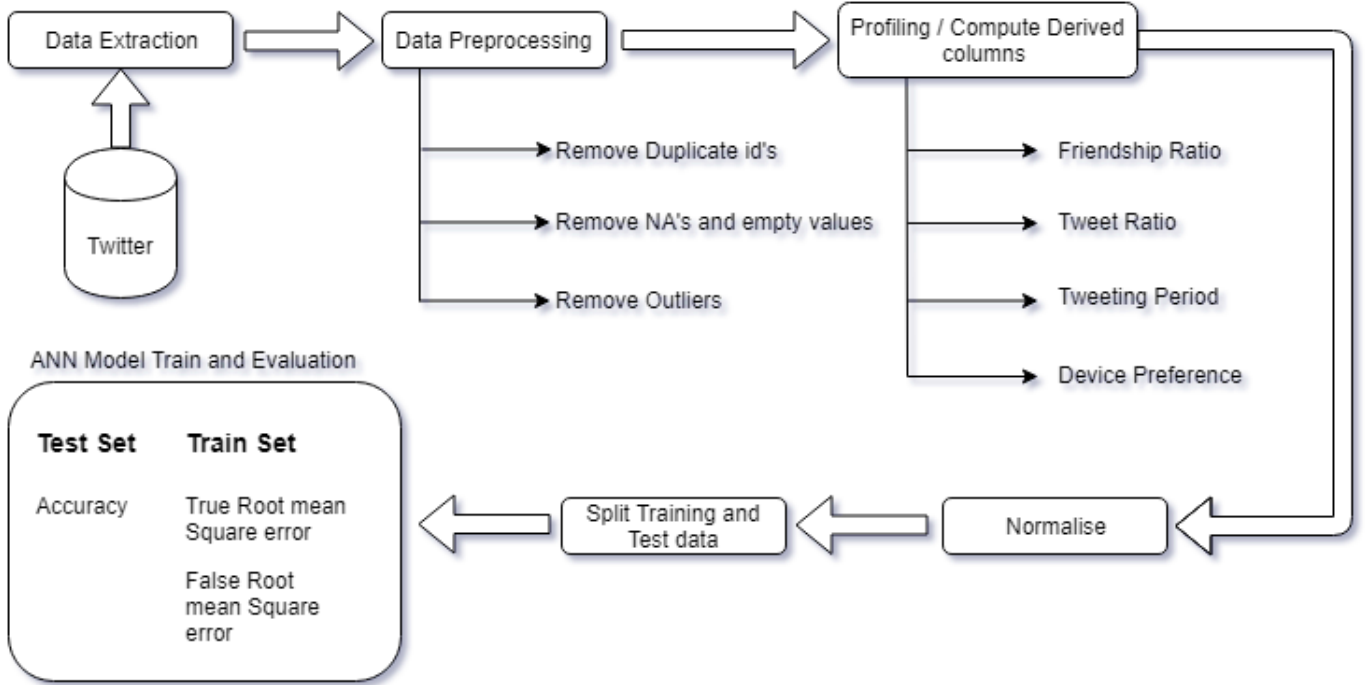 Data Extraction
Data Preprocessing
Profiling / Compute Derived
columns
Twitter
Remove Duplicate id's
Remove NA's and empty values
Remove Outliers
Friendship Ratio
Tweet Ratio
Tweeting Period
Device Preference
Normalise
Split Training and
Test data
ANN Model Train and Evaluation
Test Set
Train Set
Accuracy
True Root mean
Square error
False Root
mean Square
error